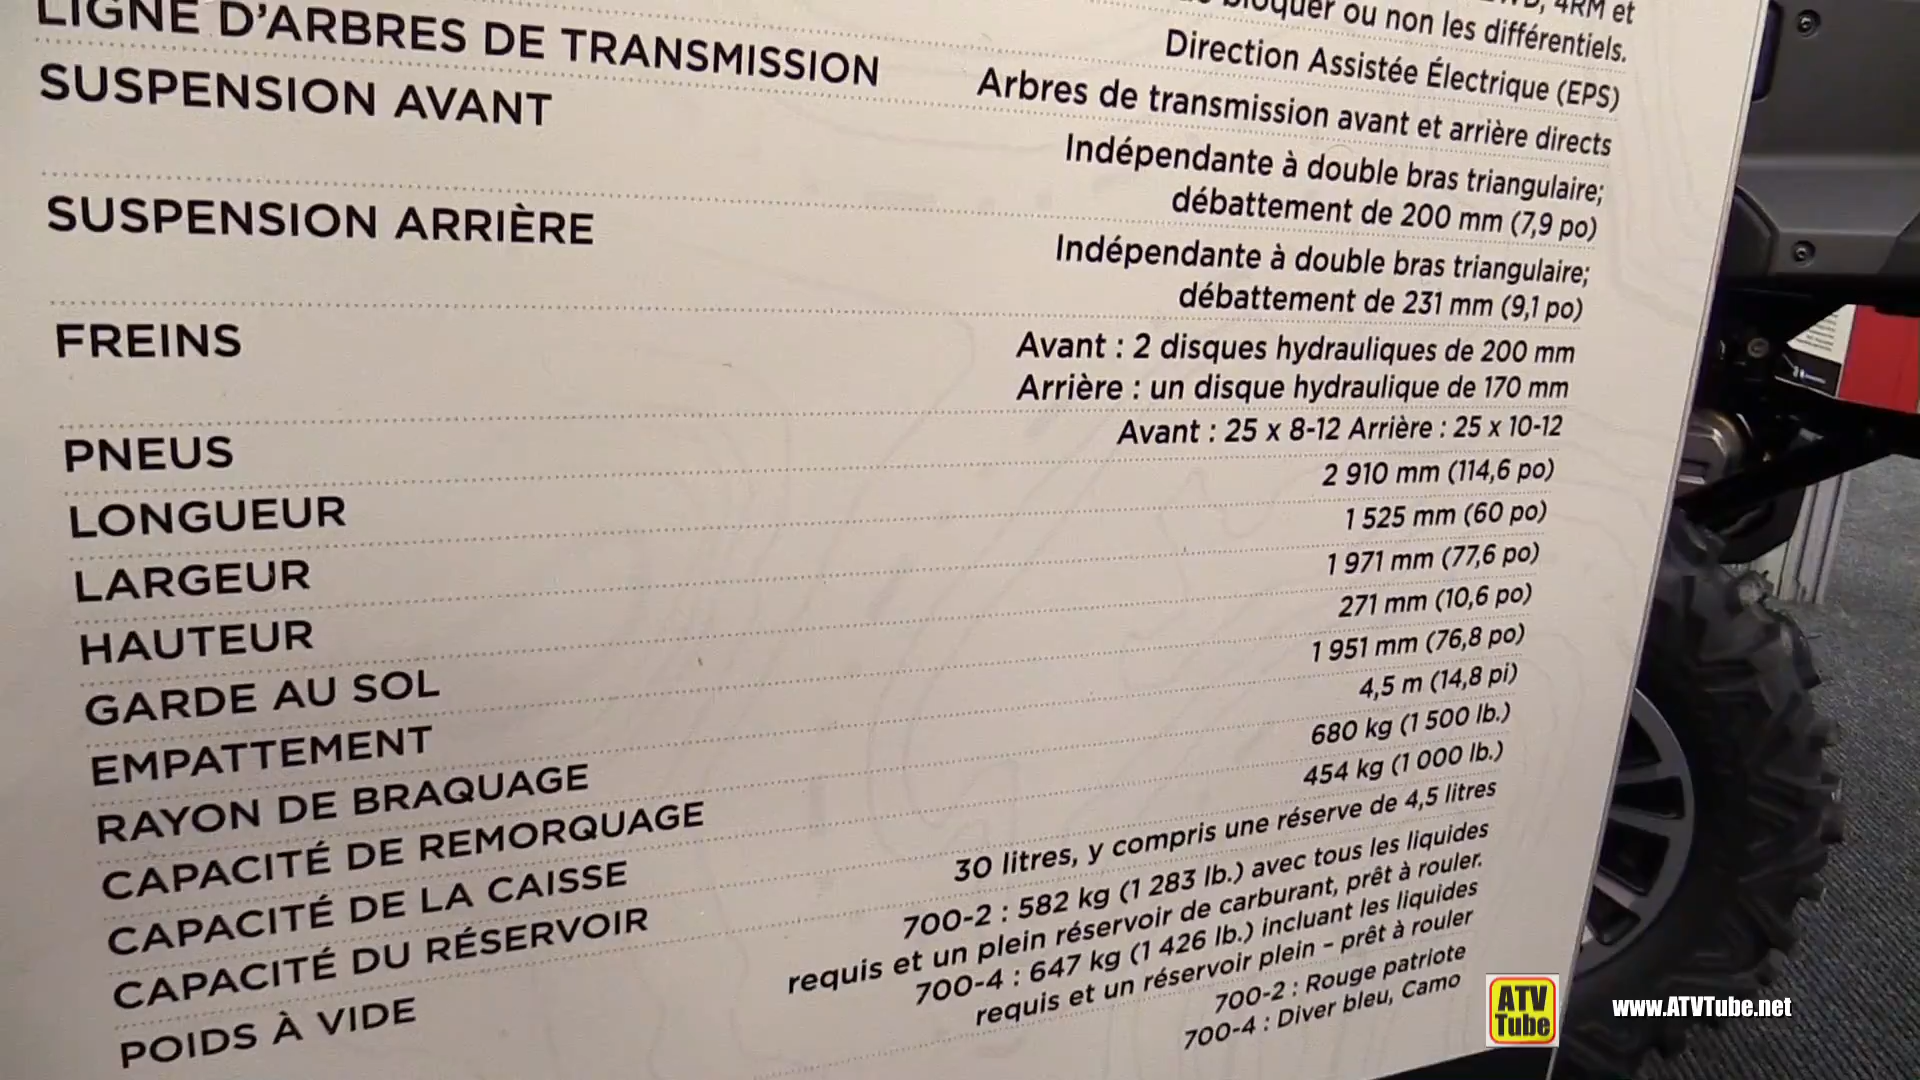 bloquer ou non les différentiels.
4RM et
Direction Assistée Électrique (EPS)
LIGNE D'ARBRES DE TRANSMISSION
Arbres de transmission avant et arrière directs
SUSPENSION AVANT
Indépendante à double bras triangulaire;
débattement de 200 mm (7,9 po)
SUSPENSION ARRIÈRE
Indépendante à double bras triangulaire;
débattement de 231 mm (9,1 po)
FREINS
Avant : 2 disques hydrauliques de 200 mm
Arrière : un disque hydraulique de 170 mm
PNEUS
Avant : 25 x 8-12 Arrière : 25 x 10-12
LONGUEUR
2 910 mm (114,6 po)
LARGEUR
1 525 mm (60 po)
HAUTEUR
1 971 mm (77,6 po)
GARDE AU SOL
271 mm (10,6 po)
EMPATTEMENT
1 951 mm (76,8 po)
RAYON DE BRAQUAGE
4,5 m (14,8 pi)
CAPACITÉ DE REMORQUAGE
680 kg (1 500 lb.)
CAPACITÉ DE LA CAISSE
454 kg (1 000 lb.)
CAPACITÉ DU RÉSERVOIR
30 litres, y compris une réserve de 4,5 litres
POIDS À VIDE
700-2 : 582 kg (1 283 lb.) avec tous les liquides
requis et un plein réservoir de carburant, prêt à rouler.
700-4 : 647 kg (1 426 lb.) incluant les liquides
requis et un réservoir plein – prêt à rouler
700-2 : Rouge patriote
700-4 : Diver bleu, Camo
ATV
Tube
www.ATVTube.net